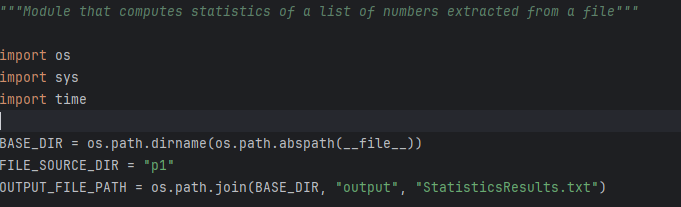 """Module that computes statistics of a list of numbers extracted from a file"""
import os
import sys
import time
BASE_DIR = os.path.dirname(os.path.abspath(__file__))
FILE_SOURCE_DIR = "p1"
OUTPUT_FILE_PATH = os.path.join(BASE_DIR, "output", "StatisticsResults.txt")